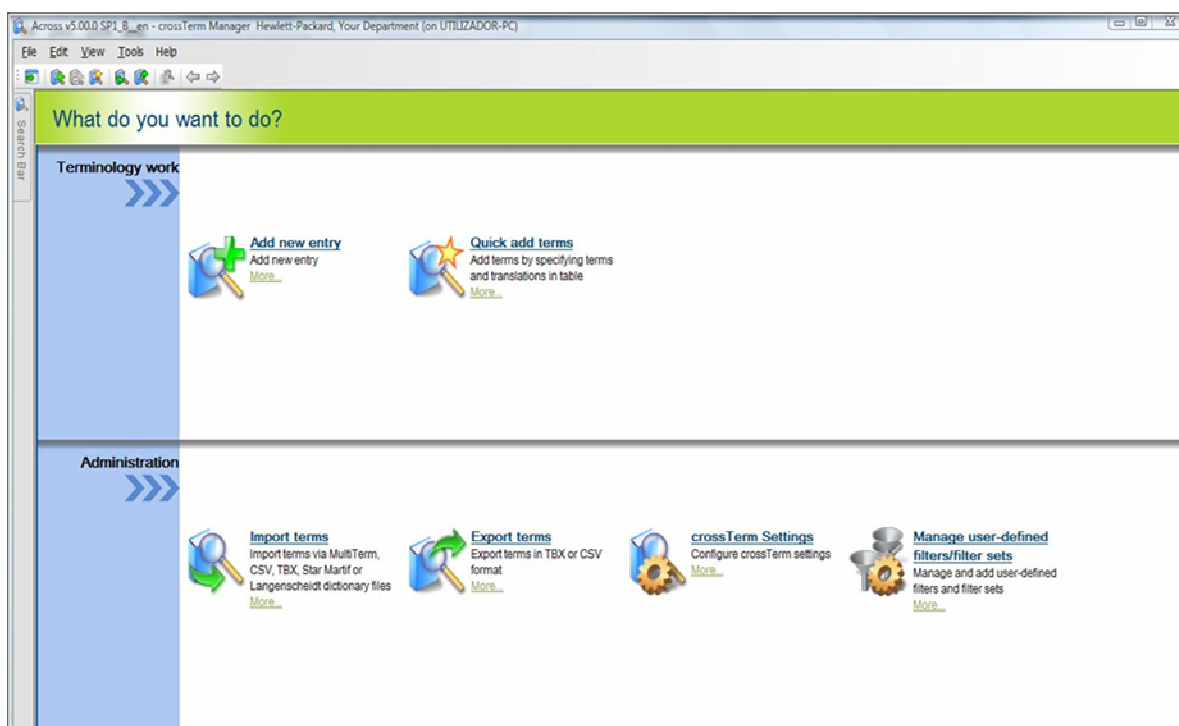 Across v5.00.0 SP1_B__en - crossTerm Manager Hewlett-Packard, Your Department (on UTILIZADOR-PC)
File Edit View Tools Help
Search Bar
What do you want to do?
Terminology work
Add new entry
Add new entry
More...
Quick add terms
Add terms by specifying terms
and translations in table
More...
Administration
Import terms
Import terms via MultiTerm,
CSV, TBX, Star Martif or
Langenscheidt dictionary files
More...
Export terms
Export terms in TBX or CSV
format
More...
crossTerm Settings
Configure crossTerm settings
More...
Manage user-defined
filters/filter sets
Manage and add user-defined
filters and filter sets
More...